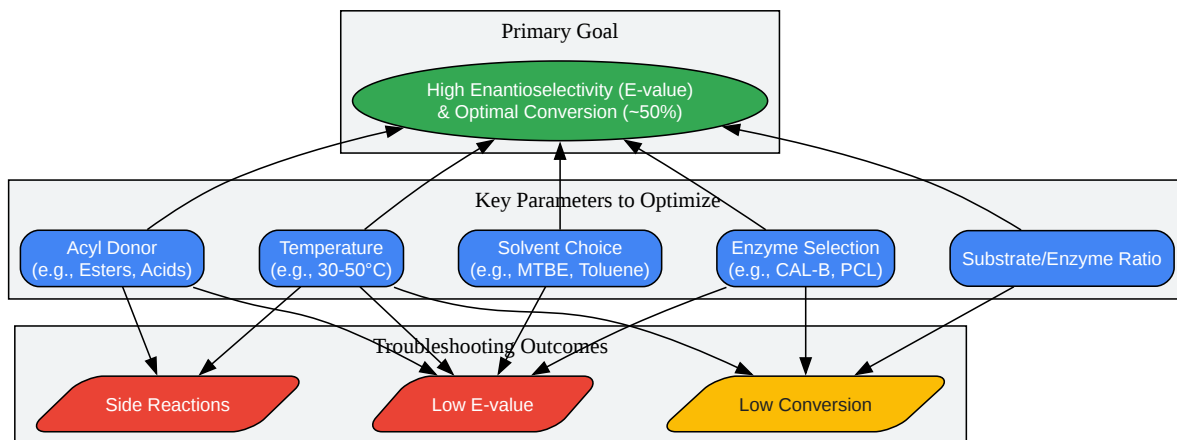 Primary Goal
High Enantioselectivity (E-value)
& Optimal Conversion (~50%)
Key Parameters to Optimize
Acyl Donor
(e.g., Esters, Acids)
Temperature
(e.g., 30-50°C)
Solvent Choice
(e.g., MTBE, Toluene)
Enzyme Selection
(e.g., CAL-B, PCL)
Substrate/Enzyme Ratio
Troubleshooting Outcomes
Side Reactions
Low E-value
Low Conversion